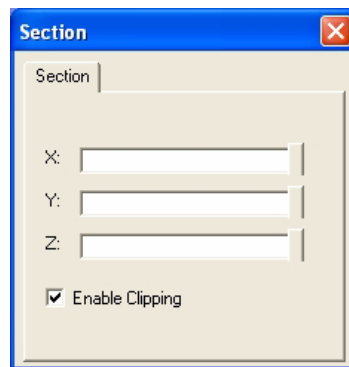 Section
Section
X:
Y:
Z:
Enable Clipping